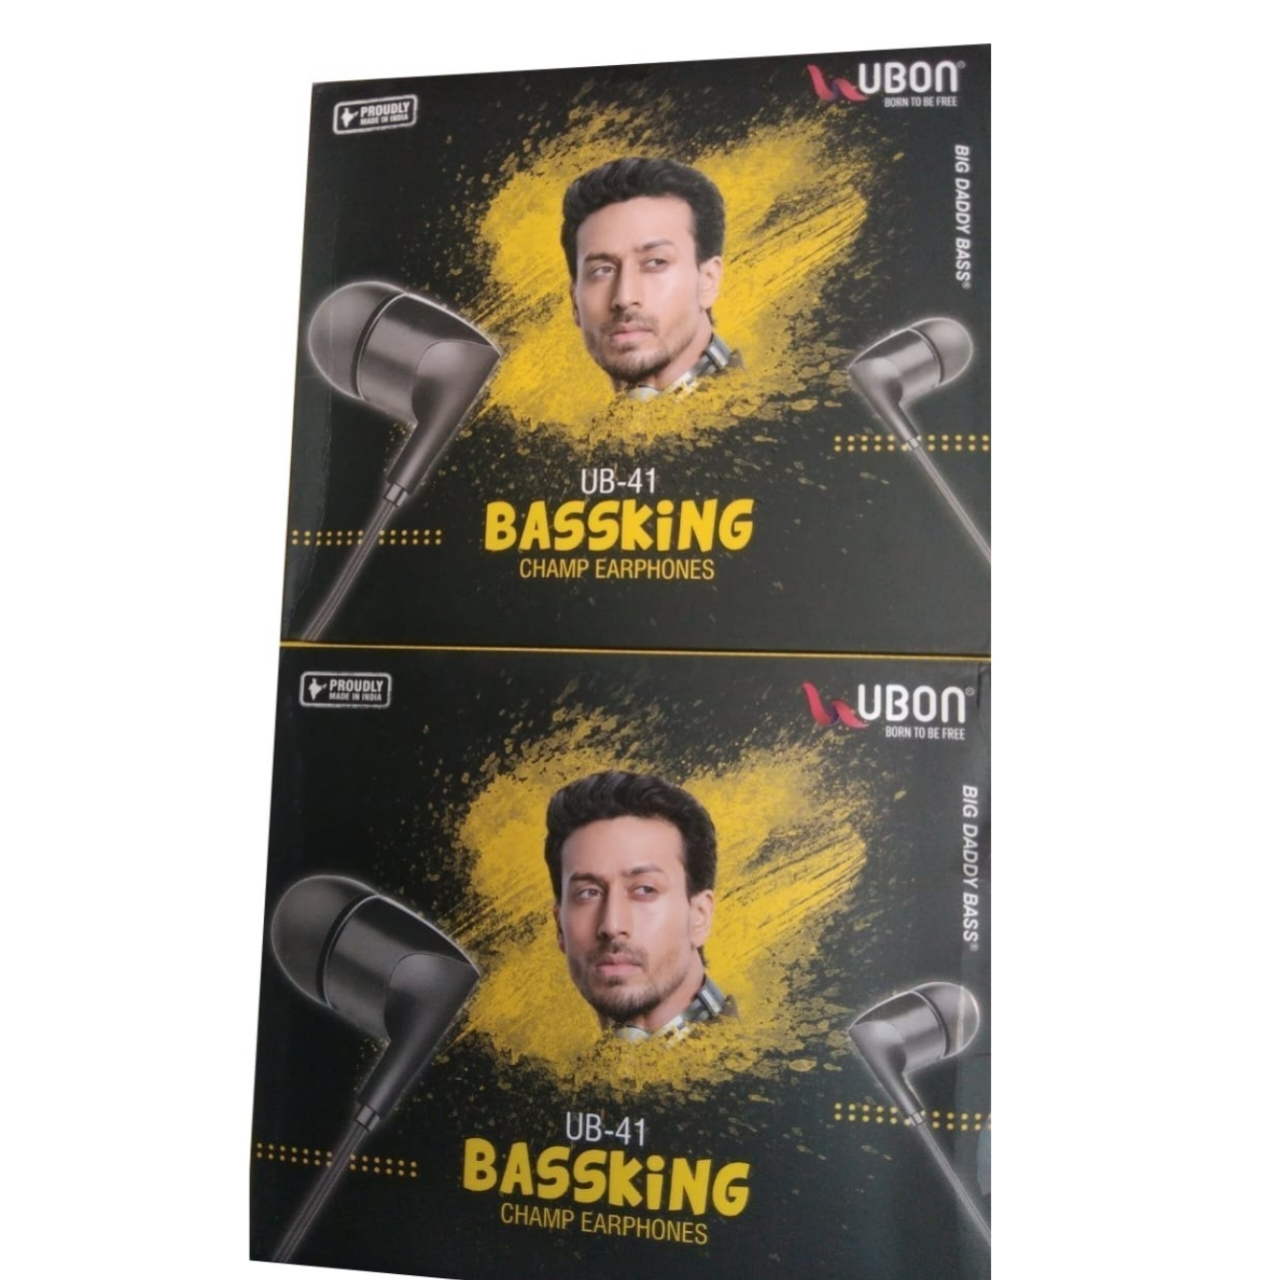 PROUDLY
MADE IN INDIA
UBON®
BORN TO BE FREE
BIG DADDY BASS®
UB-41
BASSKiNG
CHAMP EARPHONES
PROUDLY
MADE IN INDIA
UBON®
BORN TO BE FREE
BIG DADDY BASS®
UB-41
BASSKiNG
CHAMP EARPHONES